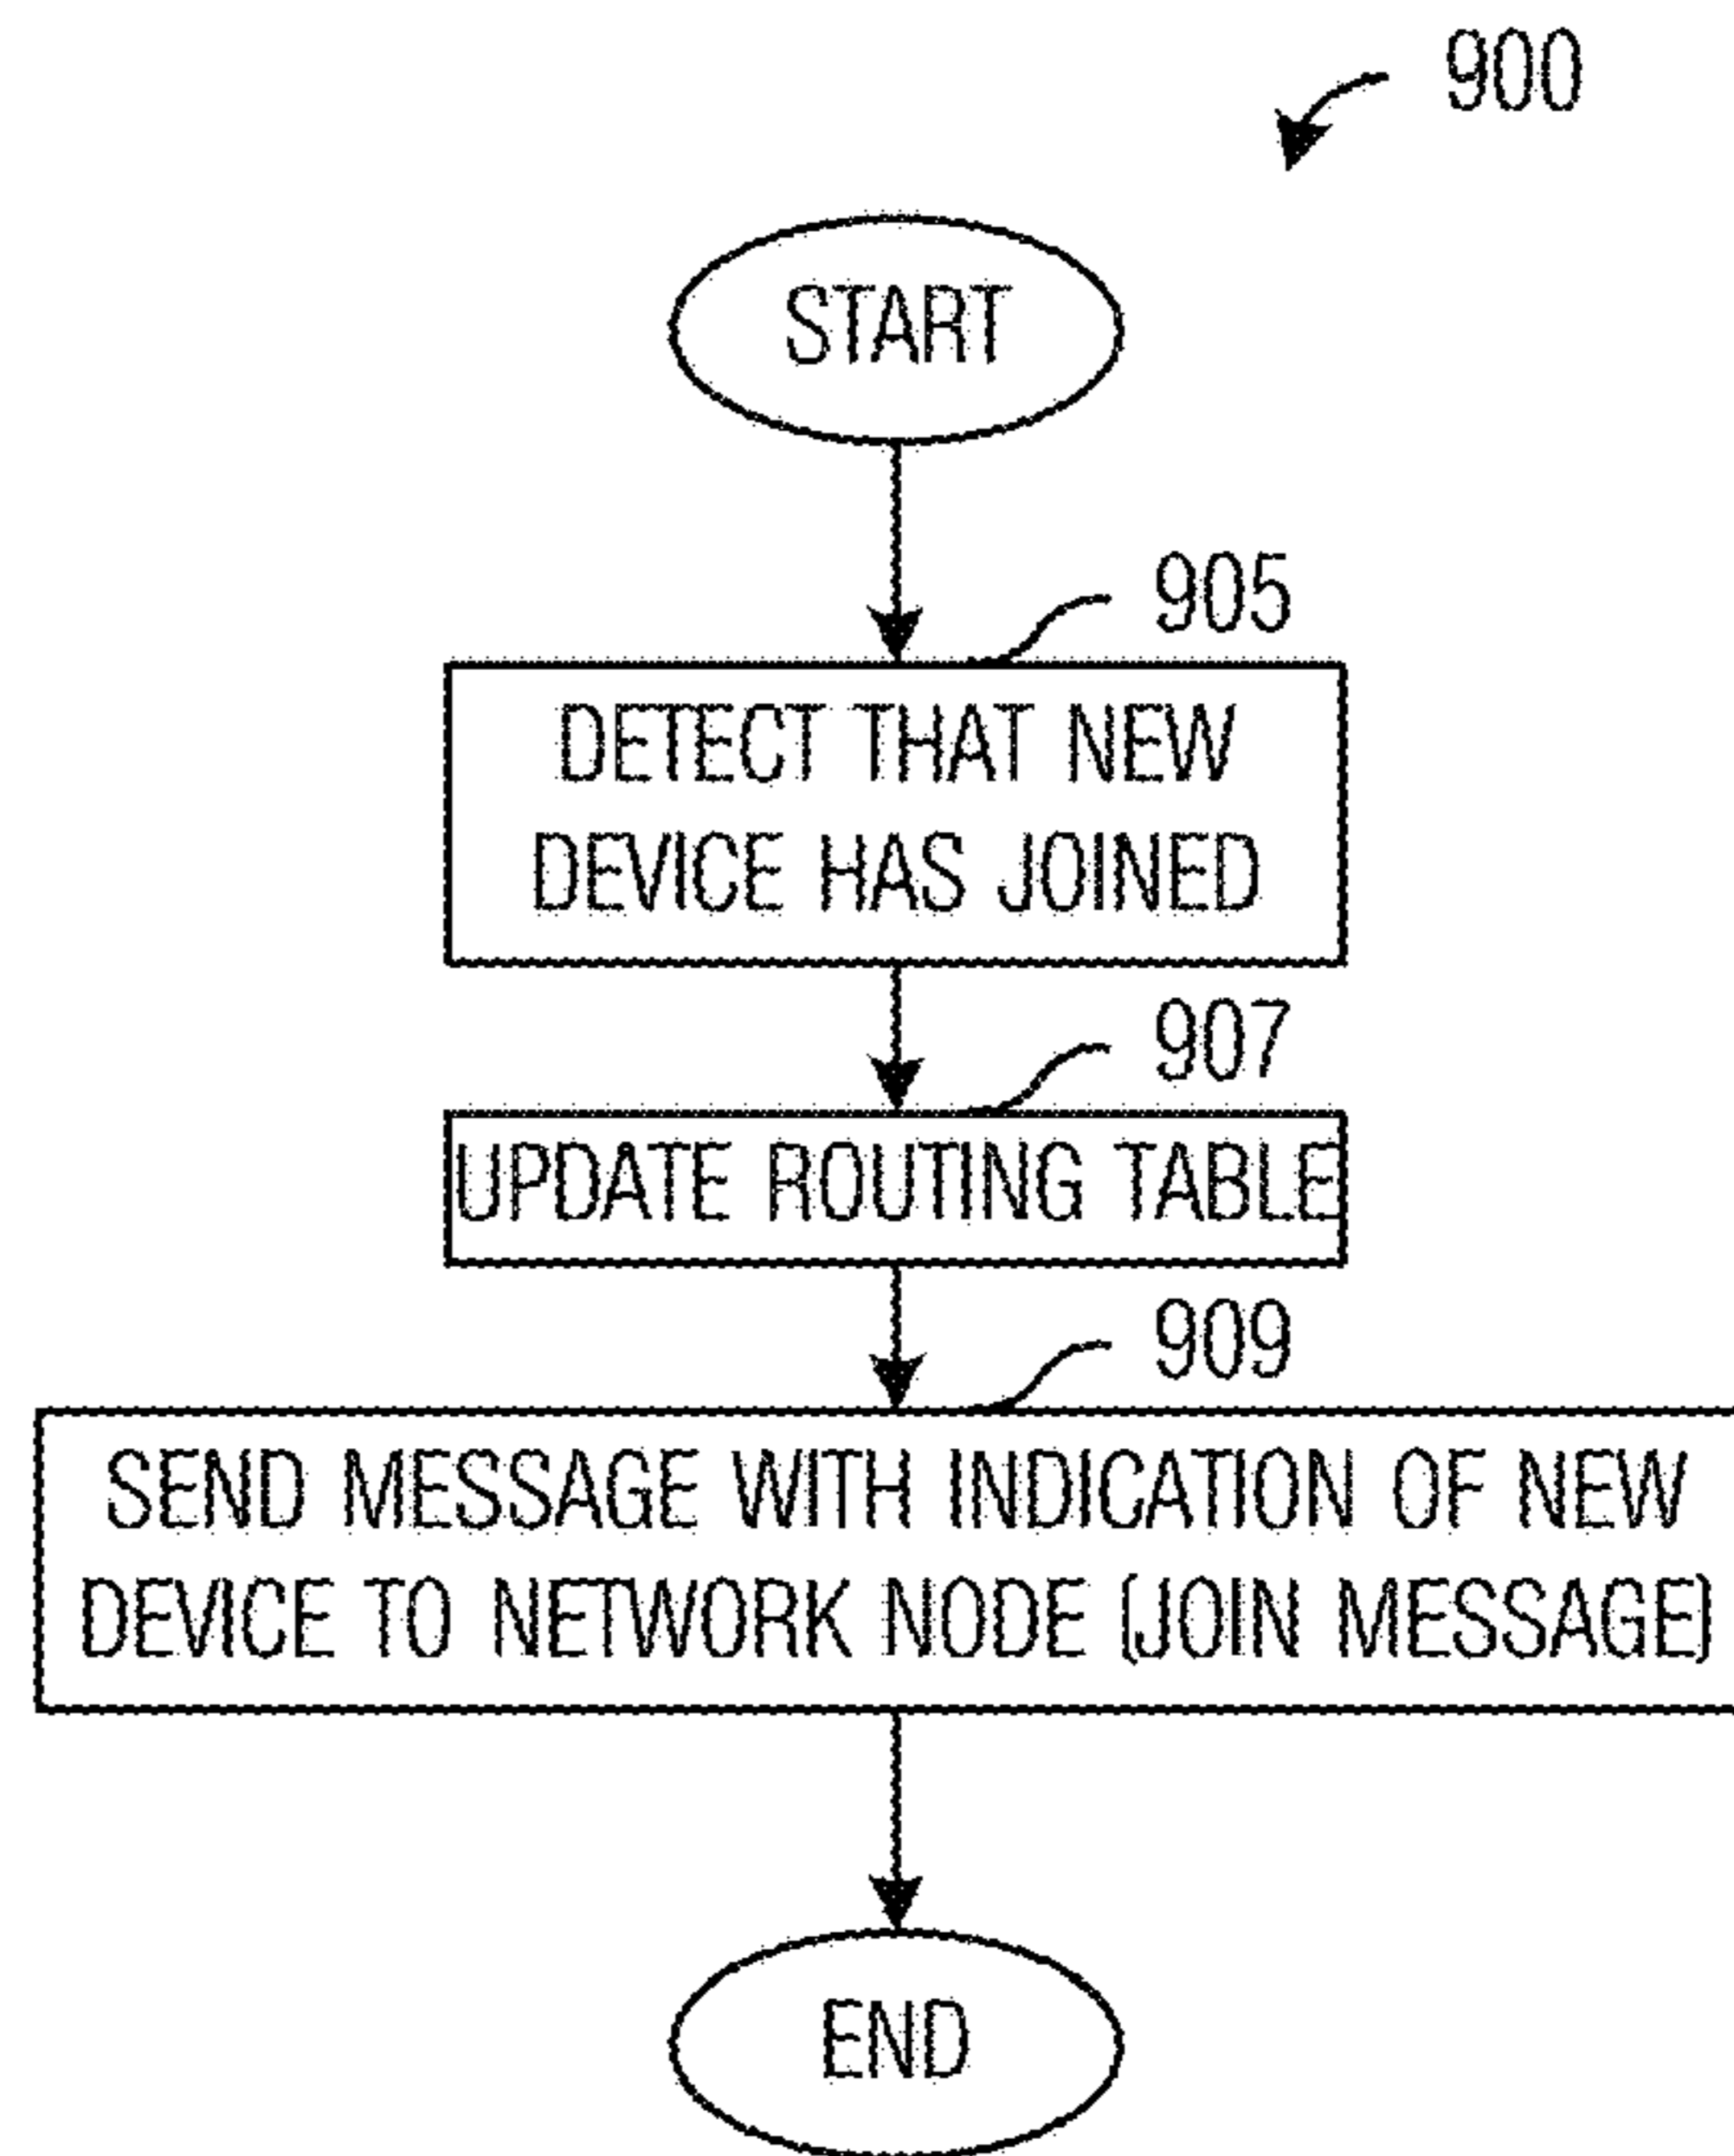 900
START
905
DETECT THAT NEW
DEVICE HAS JOINED
907
UPDATE ROUTING TABLE
909
SEND MESSAGE WITH INDICATION OF NEW
DEVICE TO NETWORK NODE (JOIN MESSAGE)
END